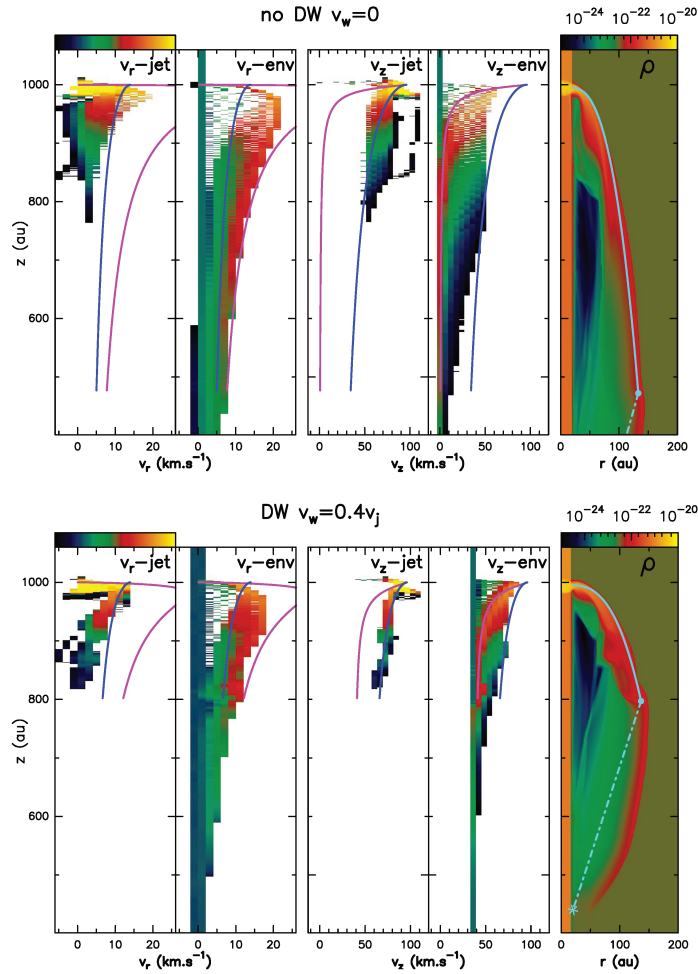 no DW v_w=0
10⁻²⁴ 10⁻²² 10⁻²⁰
v_r−jet v_r−env v_z−jet v_z−env ρ
1000
800
600
z (au)
0 10 20 0 10 20 0 50 100 0 50 100 0 100 200
v_r (km.s⁻¹) v_r (km.s⁻¹) v_z (km.s⁻¹) r (au)
DW v_w=0.4v_j
10⁻²⁴ 10⁻²² 10⁻²⁰
v_r−jet v_r−env v_z−jet v_z−env ρ
1000
800
600
z (au)
0 10 20 0 10 20 0 50 100 0 50 100 0 100 200
v_r (km.s⁻¹) v_z (km.s⁻¹) r (au)